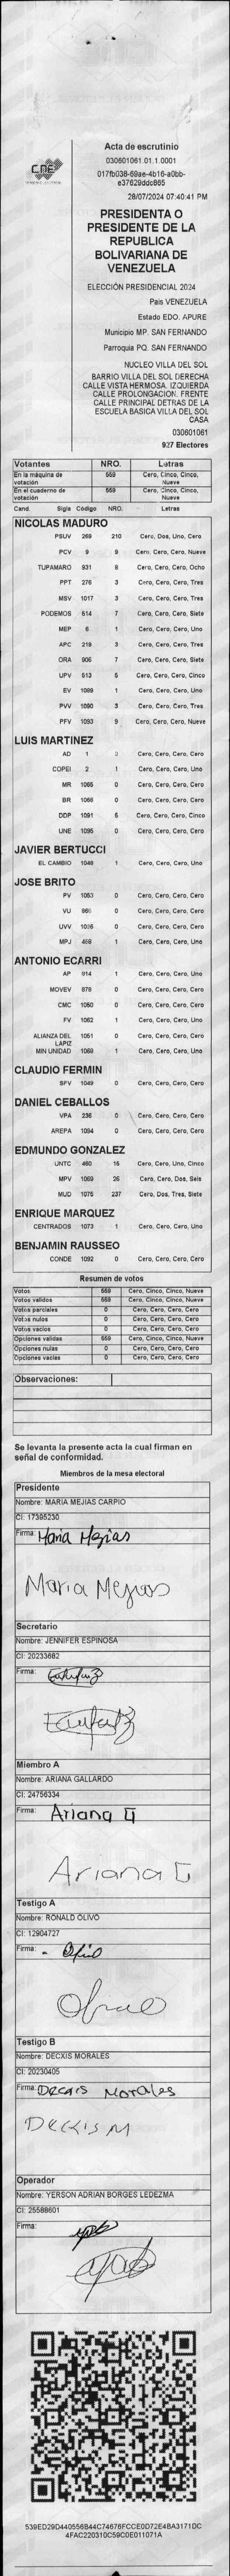 CNE
Acta de escrutinio
030601061.01.1.0001
017fb038-69ae-4b16-a0bb-
e37629ddc865
28/07/2024 07:40:41 PM
PRESIDENTA O
PRESIDENTE DE LA
REPUBLICA
BOLIVARIANA DE
VENEZUELA
ELECCIÓN PRESIDENCIAL 2024
País VENEZUELA
Estado EDO. APURE
Municipio MP. SAN FERNANDO
Parroquia PQ. SAN FERNANDO
NUCLEO VILLA DEL SOL
BARRIO VILLA DEL SOL DERECHA
CALLE VISTA HERMOSA. IZQUIERDA
CALLE PROLONGACION. FRENTE
CALLE PRINCIPAL DETRAS DE LA
ESCUELA BASICA VILLA DEL SOL
CASA
030601061
927 Electores
Votantes NRO. Letras
En la máquina de votación 559 Cero, Cinco, Cinco, Nueve
En el cuaderno de votación 559 Cero, Cinco, Cinco, Nueve
Cand. Sigla Código NRO. Letras
NICOLAS MADURO
PSUV 269 210 Cero, Dos, Uno, Cero
PCV 9 9 Cero, Cero, Cero, Nueve
TUPAMARO 931 8 Cero, Cero, Cero, Ocho
PPT 276 3 Cero, Cero, Cero, Tres
MSV 1017 3 Cero, Cero, Cero, Tres
PODEMOS 514 7 Cero, Cero, Cero, Siete
MEP 6 1 Cero, Cero, Cero, Uno
APC 219 3 Cero, Cero, Cero, Tres
ORA 906 7 Cero, Cero, Cero, Siete
UPV 513 5 Cero, Cero, Cero, Cinco
EV 1089 1 Cero, Cero, Cero, Uno
PVV 1090 3 Cero, Cero, Cero, Tres
PFV 1093 9 Cero, Cero, Cero, Nueve
LUIS MARTINEZ
AD 1 0 Cero, Cero, Cero, Cero
COPEI 2 1 Cero, Cero, Cero, Uno
MR 1065 0 Cero, Cero, Cero, Cero
BR 1066 0 Cero, Cero, Cero, Cero
DDP 1091 5 Cero, Cero, Cero, Cinco
UNE 1095 0 Cero, Cero, Cero, Cero
JAVIER BERTUCCI
EL CAMBIO 1048 1 Cero, Cero, Cero, Uno
JOSE BRITO
PV 1053 0 Cero, Cero, Cero, Cero
VU 0 Cero, Cero, Cero, Cero
UVV 1036 0 Cero, Cero, Cero, Cero
MPJ 458 1 Cero, Cero, Cero, Uno
ANTONIO ECARRI
AP 914 1 Cero, Cero, Cero, Uno
MOVEV 878 0 Cero, Cero, Cero, Cero
CMC 1050 0 Cero, Cero, Cero, Cero
FV 1062 1 Cero, Cero, Cero, Uno
ALIANZA DEL LAPIZ 1051 0 Cero, Cero, Cero, Cero
MIN UNIDAD 1068 1 Cero, Cero, Cero, Uno
CLAUDIO FERMIN
SPV 1049 0 Cero, Cero, Cero, Cero
DANIEL CEBALLOS
VPA 236 0 Cero, Cero, Cero, Cero
AREPA 1094 0 Cero, Cero, Cero, Cero
EDMUNDO GONZALEZ
UNTC 460 15 Cero, Cero, Uno, Cinco
MPV 1069 26 Cero, Cero, Dos, Seis
MUD 1075 237 Cero, Dos, Tres, Siete
ENRIQUE MARQUEZ
CENTRADOS 1073 1 Cero, Cero, Cero, Uno
BENJAMIN RAUSSEO
CONDE 1092 0 Cero, Cero, Cero, Cero
Resumen de votos
Votos 559 Cero, Cinco, Cinco, Nueve
Votos validos 559 Cero, Cinco, Cinco, Nueve
Votos parciales 0 Cero, Cero, Cero, Cero
Votos nulos 0 Cero, Cero, Cero, Cero
Votos vacios 0 Cero, Cero, Cero, Cero
Opciones validas 559 Cero, Cinco, Cinco, Nueve
Opciones nulas 0 Cero, Cero, Cero, Cero
Opciones vacias 0 Cero, Cero, Cero, Cero
Observaciones:
Se levanta la presente acta la cual firman en
señal de conformidad.
Miembros de la mesa electoral
Presidente
Nombre: MARIA MEJIAS CARPIO
CI: 17395230
Firma: Maria Mejias
Maria Mejias
Secretario
Nombre: JENNIFER ESPINOSA
CI: 20233682
Firma:
Miembro A
Nombre: ARIANA GALLARDO
CI: 24756334
Firma: Ariana G
Ariana G
Testigo A
Nombre: RONALD OLIVO
CI: 12904727
Firma: Olivo
Olivo
Testigo B
Nombre: DECXIS MORALES
CI: 20230405
Firma: Decxis Morales
DECXIS M
Operador
Nombre: YERSON ADRIAN BORGES LEDEZMA
CI: 25588601
Firma:
539ED29D440556B44C74676FCCE0D72E4BA3171DC
4FAC220310C59C0E011071A